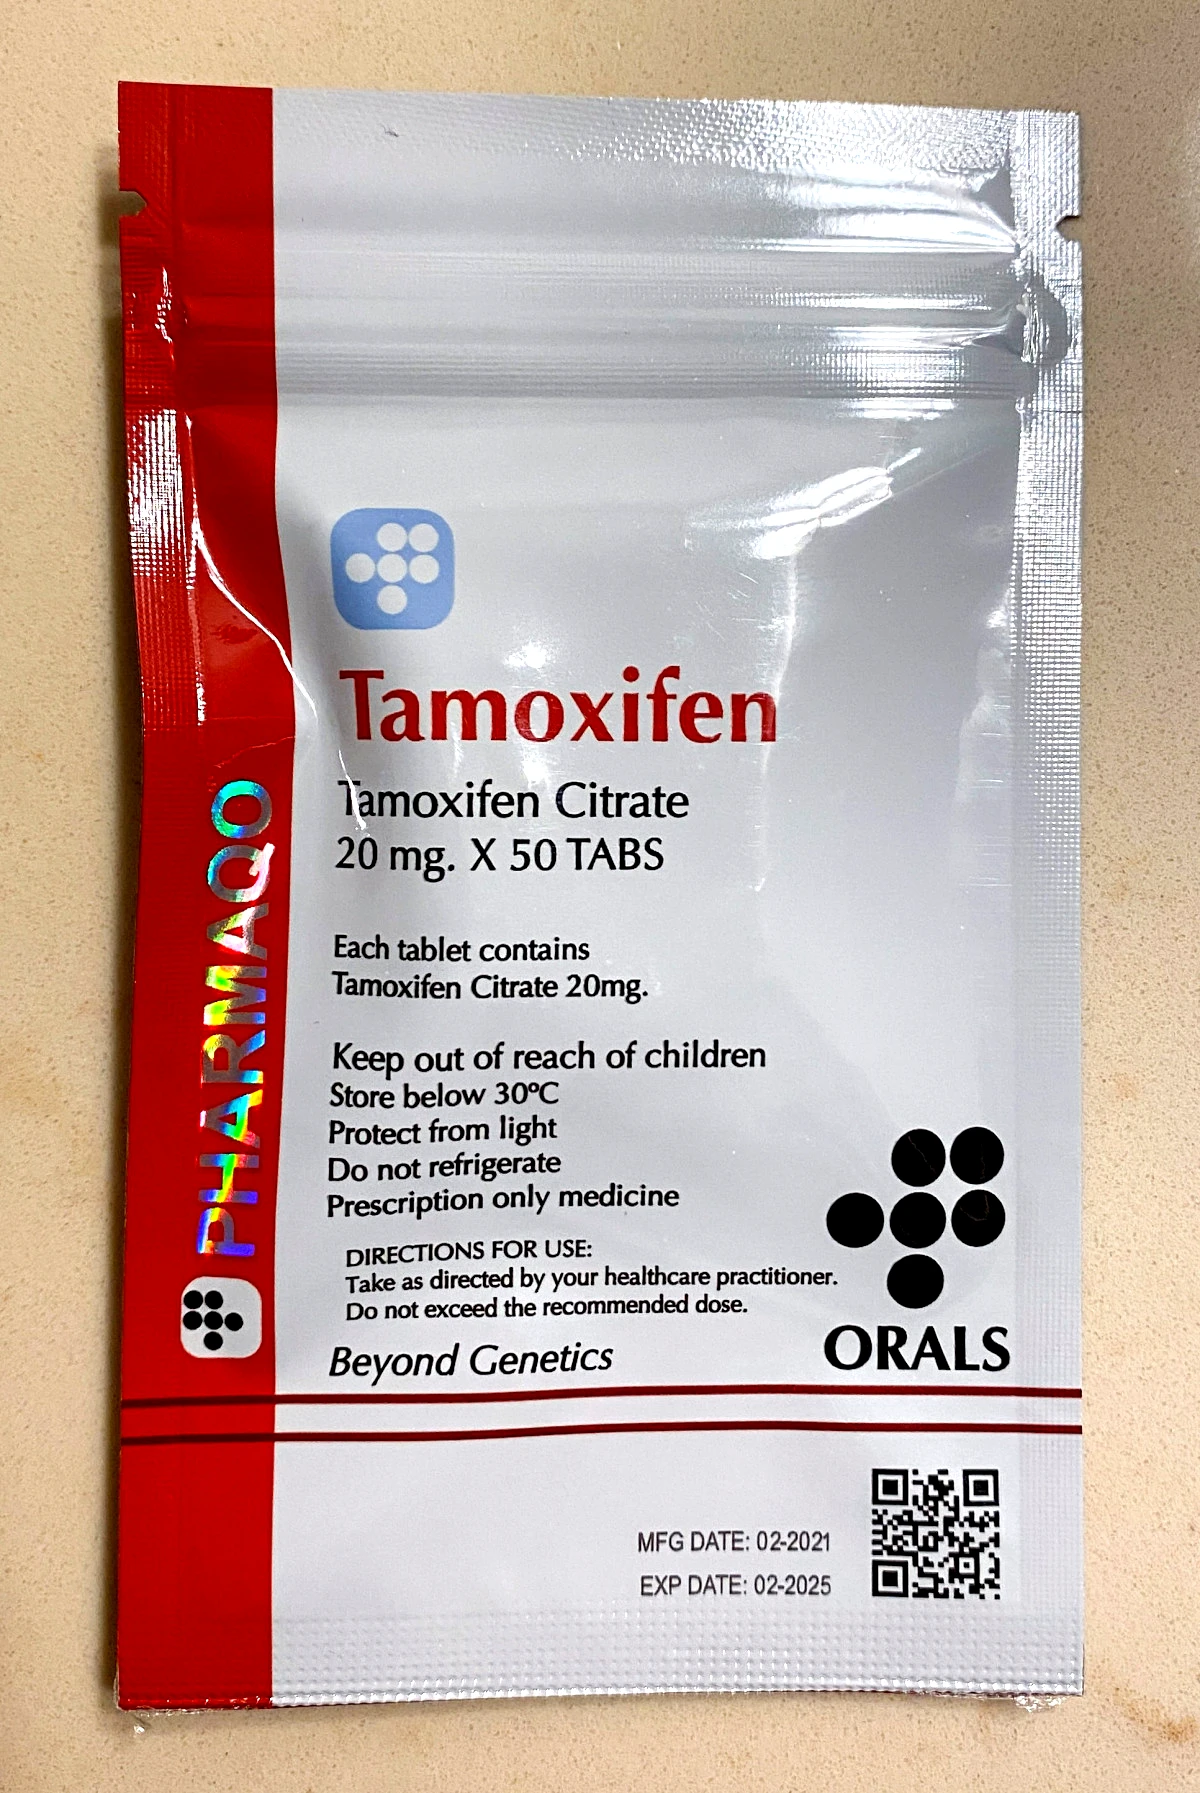 PHARMAQO
Tamoxifen
Tamoxifen Citrate
20 mg. X 50 TABS
Each tablet contains
Tamoxifen Citrate 20mg.
Keep out of reach of children
Store below 30ºC
Protect from light
Do not refrigerate
Prescription only medicine
DIRECTIONS FOR USE:
Take as directed by your healthcare practitioner.
Do not exceed the recommended dose.
Beyond Genetics
ORALS
MFG DATE: 02-2021
EXP DATE: 02-2025